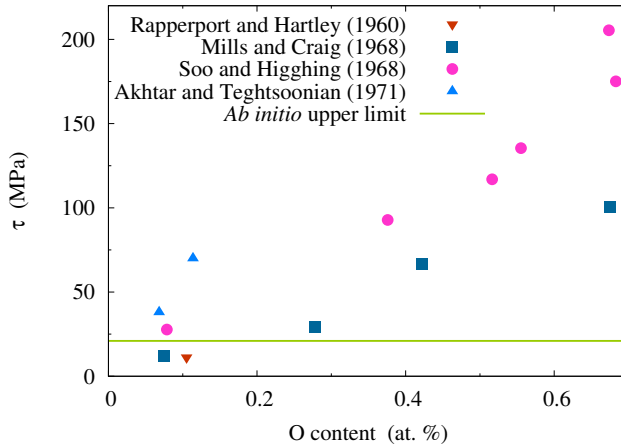 Rapperport and Hartley (1960)
Mills and Craig (1968)
Soo and Higghing (1968)
Akhtar and Teghtsoonian (1971)
Ab initio upper limit
200
150
100
50
0
τ (MPa)
0 0.2 0.4 0.6
O content (at. %)